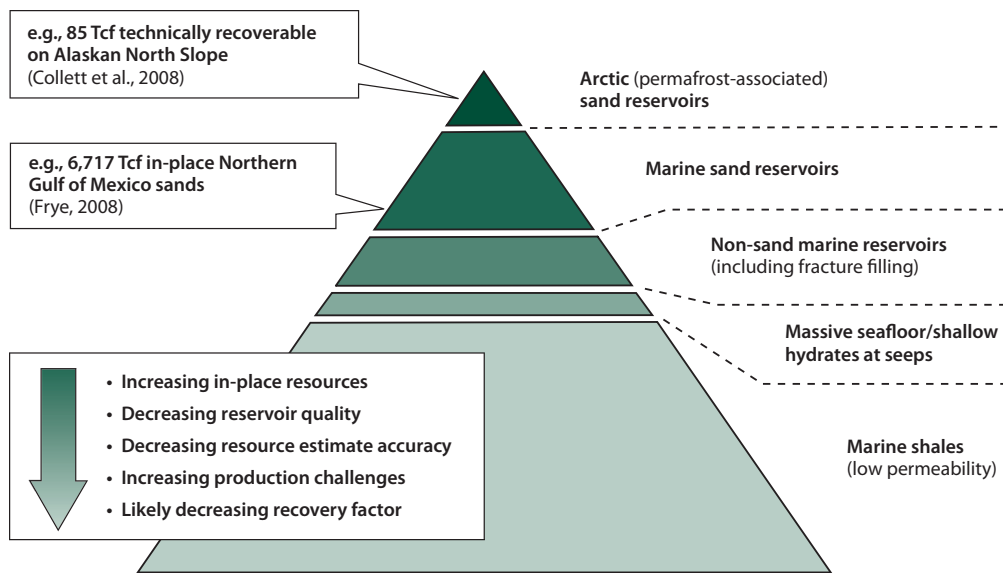 e.g., 85 Tcf technically recoverable
on Alaskan North Slope
(Collett et al., 2008)
Arctic (permafrost-associated)
sand reservoirs
e.g., 6,717 Tcf in-place Northern
Gulf of Mexico sands
(Frye, 2008)
Marine sand reservoirs
Non-sand marine reservoirs
(including fracture filling)
Massive seafloor/shallow
hydrates at seeps
• Increasing in-place resources
• Decreasing reservoir quality
• Decreasing resource estimate accuracy
• Increasing production challenges
• Likely decreasing recovery factor
Marine shales
(low permeability)